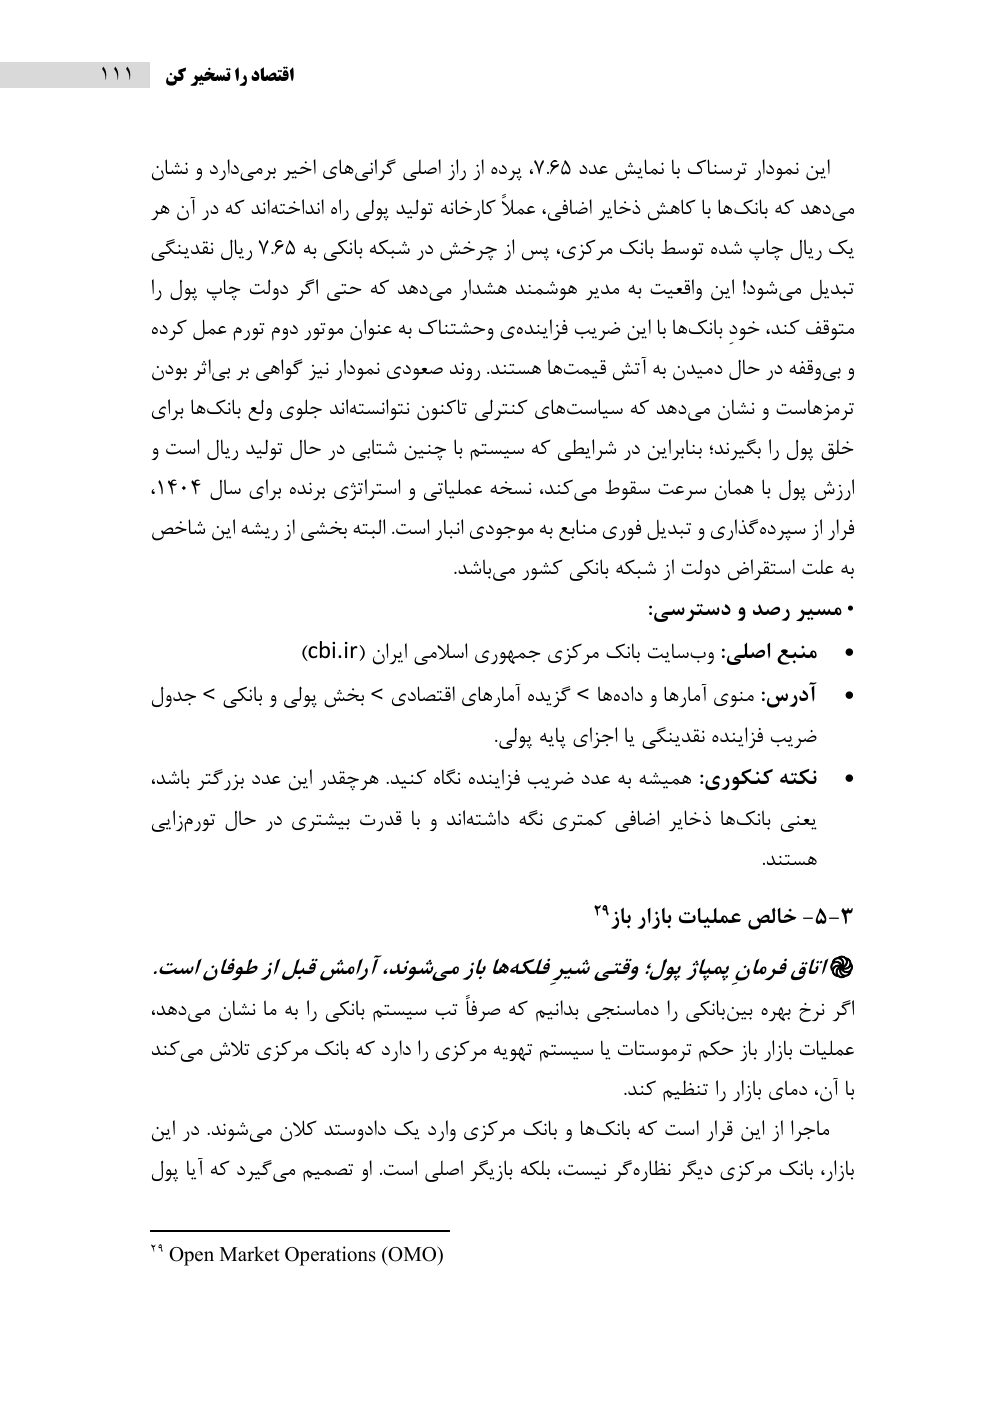 اقتصاد را تسخیر کن ۱۱۱
این نمودار ترسناک با نمایش عدد ۷.۶۵، پرده از راز اصلی گرانی‌های اخیر برمی‌دارد و نشان
می‌دهد که بانک‌ها با کاهش ذخایر اضافی، عملاً کارخانه تولید پولی راه انداخته‌اند که در آن هر
یک ریال چاپ شده توسط بانک مرکزی، پس از چرخش در شبکه بانکی به ۷.۶۵ ریال نقدینگی
تبدیل می‌شود! این واقعیت به مدیر هوشمند هشدار می‌دهد که حتی اگر دولت چاپ پول را
متوقف کند، خودِ بانک‌ها با این ضریب فزاینده‌ی وحشتناک به عنوان موتور دوم تورم عمل کرده
و بی‌وقفه در حال دمیدن به آتش قیمت‌ها هستند. روند صعودی نمودار نیز گواهی بر بی‌اثر بودن
ترمزهاست و نشان می‌دهد که سیاست‌های کنترلی تاکنون نتوانسته‌اند جلوی ولع بانک‌ها برای
خلق پول را بگیرند؛ بنابراین در شرایطی که سیستم با چنین شتابی در حال تولید ریال است و
ارزش پول با همان سرعت سقوط می‌کند، نسخه عملیاتی و استراتژی برنده برای سال ۱۴۰۴،
فرار از سپرده‌گذاری و تبدیل فوری منابع به موجودی انبار است. البته بخشی از ریشه این شاخص
به علت استقراض دولت از شبکه بانکی کشور می‌باشد.
• مسیر رصد و دسترسی:
• منبع اصلی: وب‌سایت بانک مرکزی جمهوری اسلامی ایران (cbi.ir)
• آدرس: منوی آمارها و داده‌ها > گزیده آمارهای اقتصادی > بخش پولی و بانکی > جدول
ضریب فزاینده نقدینگی یا اجزای پایه پولی.
• نکته کنکوری: همیشه به عدد ضریب فزاینده نگاه کنید. هرچقدر این عدد بزرگتر باشد،
یعنی بانک‌ها ذخایر اضافی کمتری نگه داشته‌اند و با قدرت بیشتری در حال تورم‌زایی
هستند.
۳-۵- خالص عملیات بازار باز۲۹
اتاق فرمانِ پمپاژ پول؛ وقتی شیرِ فلکه‌ها باز می‌شوند، آرامش قبل از طوفان است.
اگر نرخ بهره بین‌بانکی را دماسنجی بدانیم که صرفاً تب سیستم بانکی را به ما نشان می‌دهد،
عملیات بازار باز حکم ترموستات یا سیستم تهویه مرکزی را دارد که بانک مرکزی تلاش می‌کند
با آن، دمای بازار را تنظیم کند.
ماجرا از این قرار است که بانک‌ها و بانک مرکزی وارد یک دادوستد کلان می‌شوند. در این
بازار، بانک مرکزی دیگر نظاره‌گر نیست، بلکه بازیگر اصلی است. او تصمیم می‌گیرد که آیا پول
۲۹ Open Market Operations (OMO)